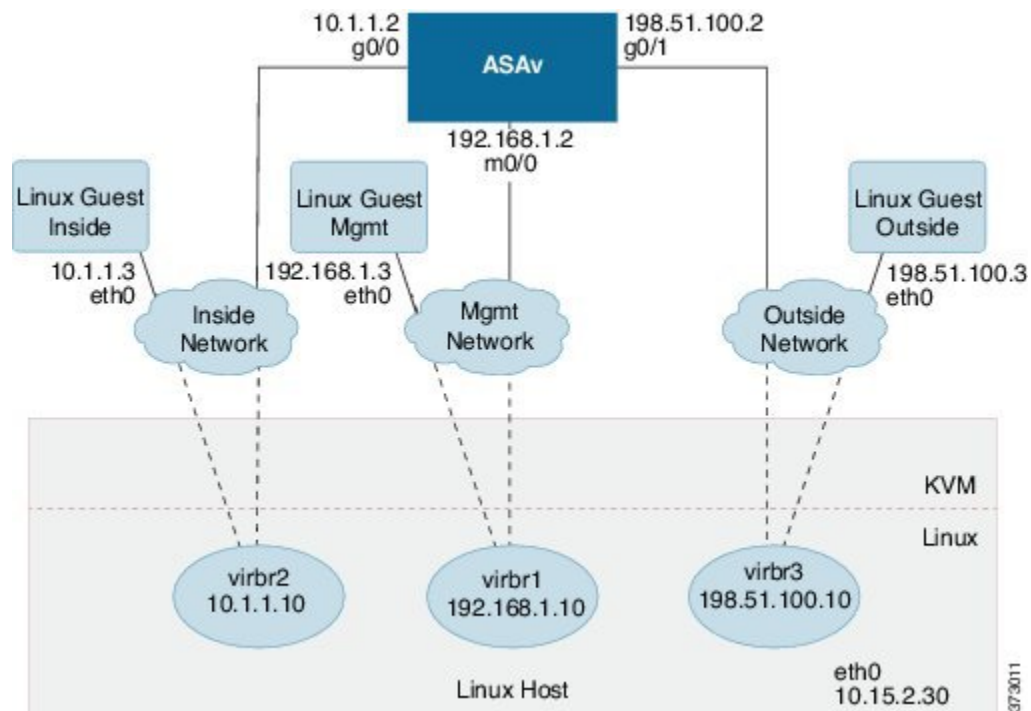 10.1.1.2
g0/0
ASAv
198.51.100.2
g0/1
192.168.1.2
m0/0
Linux Guest
Inside
Linux Guest
Mgmt
Linux Guest
Outside
10.1.1.3
eth0
192.168.1.3
eth0
198.51.100.3
eth0
Inside
Network
Mgmt
Network
Outside
Network
KVM
Linux
virbr2
10.1.1.10
virbr1
192.168.1.10
virbr3
198.51.100.10
Linux Host
eth0
10.15.2.30
373011